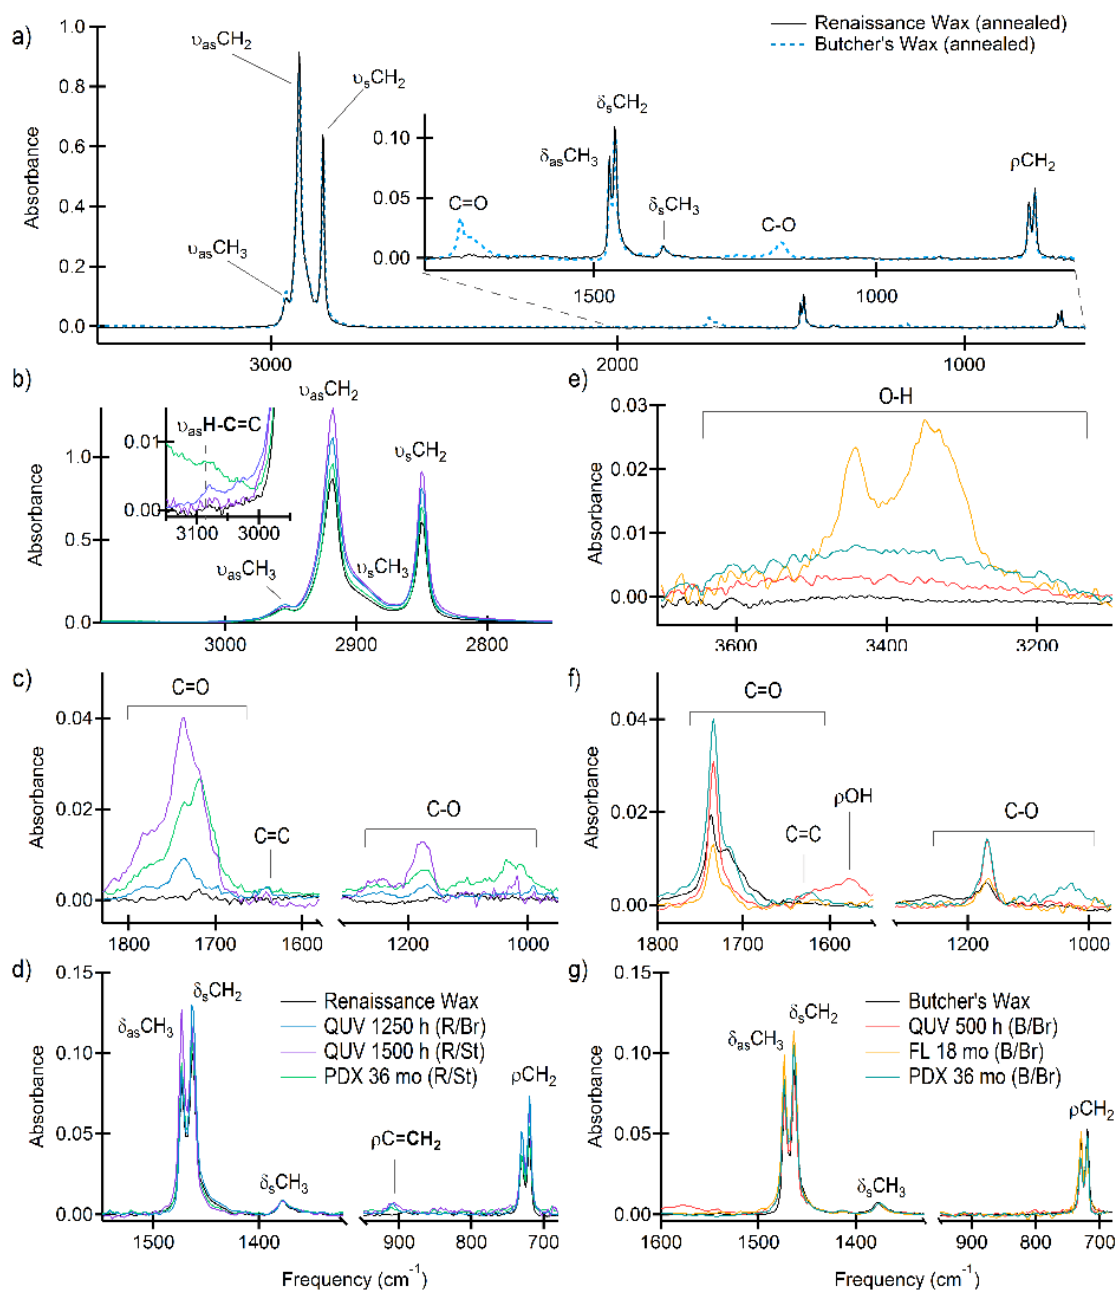 a)
Renaissance Wax (annealed)
Butcher's Wax (annealed)
Absorbance
1.0
0.8
0.6
0.4
0.2
0.0
υasCH2
υsCH2
υasCH3
0.10
0.05
0.00
C=O
δasCH3
δsCH2
δsCH3
C-O
ρCH2
1500
1000
3000
2000
1000
b)
Absorbance
1.0
0.5
0.0
υasH-C=C
0.01
0.00
3100
3000
υasCH2
υsCH2
υasCH3
υsCH3
3000
2900
2800
e)
Absorbance
0.03
0.02
0.01
0.00
O-H
3600
3400
3200
c)
Absorbance
0.04
0.02
0.00
C=O
C=C
C-O
1800
1700
1600
1200
1000
f)
Absorbance
0.04
0.02
0.00
C=O
C=C
ρOH
C-O
1800
1700
1600
1200
1000
d)
Absorbance
0.15
0.10
0.05
0.00
δasCH3
δsCH2
Renaissance Wax
QUV 1250 h (R/Br)
QUV 1500 h (R/St)
PDX 36 mo (R/St)
δsCH3
ρC=CH2
ρCH2
1500
1400
900
800
700
Frequency (cm-1)
g)
Absorbance
0.15
0.10
0.05
0.00
δasCH3
δsCH2
Butcher's Wax
QUV 500 h (B/Br)
FL 18 mo (B/Br)
PDX 36 mo (B/Br)
δsCH3
ρCH2
1600
1500
1400
900
800
700
Frequency (cm-1)